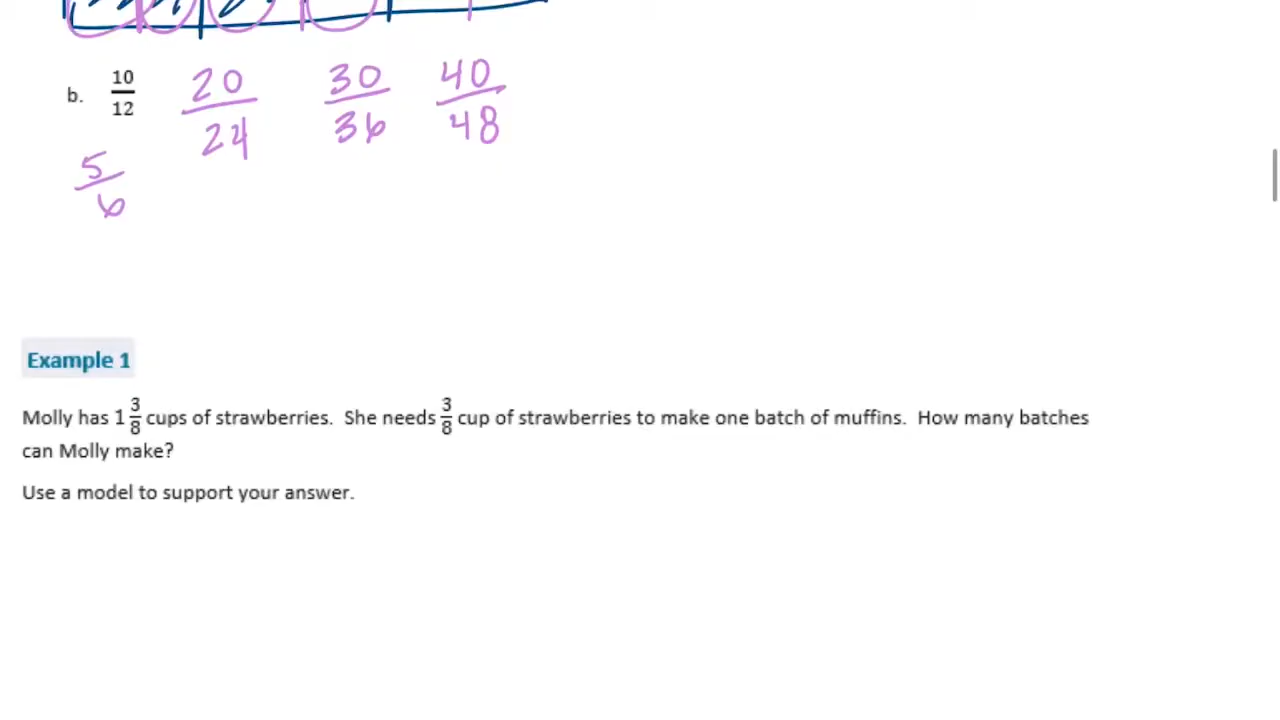 b. 10/12 20/24 30/36 40/48
5/6
Example 1
Molly has 1 3/8 cups of strawberries. She needs 3/8 cup of strawberries to make one batch of muffins. How many batches
can Molly make?
Use a model to support your answer.